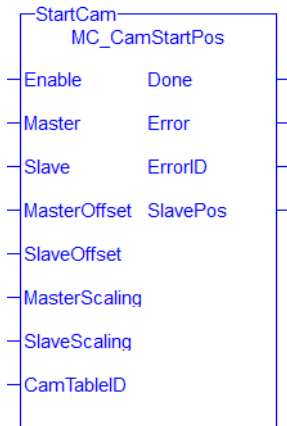 StartCam
MC_CamStartPos
Enable Done
Master Error
Slave ErrorID
MasterOffset SlavePos
SlaveOffset
MasterScaling
SlaveScaling
CamTableID